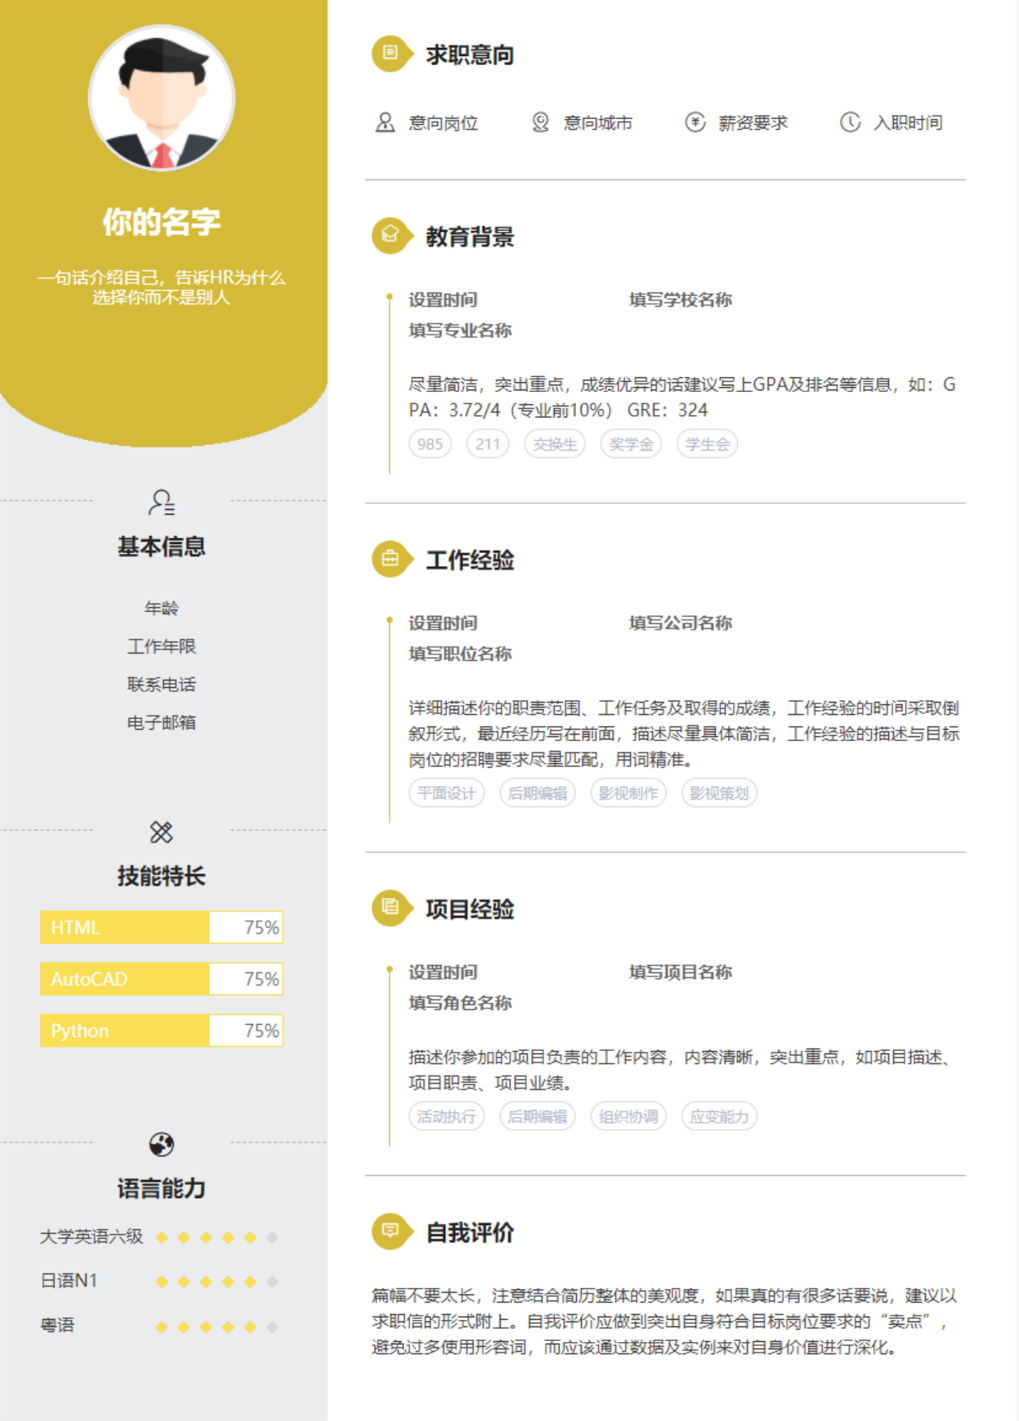 你的名字
一句话介绍自己，告诉HR为什么
选择你而不是别人
基本信息
年龄
工作年限
联系电话
电子邮箱
技能特长
HTML 75%
AutoCAD 75%
Python 75%
语言能力
大学英语六级
日语N1
粤语
求职意向
意向岗位 意向城市 薪资要求 入职时间
教育背景
设置时间 填写学校名称
填写专业名称
尽量简洁，突出重点，成绩优异的话建议写上GPA及排名等信息，如：G
PA：3.72/4（专业前10%） GRE：324
985 211 交换生 奖学金 学生会
工作经验
设置时间 填写公司名称
填写职位名称
详细描述你的职责范围、工作任务及取得的成绩，工作经验的时间采取倒
叙形式，最近经历写在前面，描述尽量具体简洁，工作经验的描述与目标
岗位的招聘要求尽量匹配，用词精准。
平面设计 后期编辑 影视制作 影视策划
项目经验
设置时间 填写项目名称
填写角色名称
描述你参加的项目负责的工作内容，内容清晰，突出重点，如项目描述、
项目职责、项目业绩。
活动执行 后期编辑 组织协调 应变能力
自我评价
篇幅不要太长，注意结合简历整体的美观度，如果真的有很多话要说，建议以
求职信的形式附上。自我评价应做到突出自身符合目标岗位要求的“卖点”，
避免过多使用形容词，而应该通过数据及实例来对自身价值进行深化。